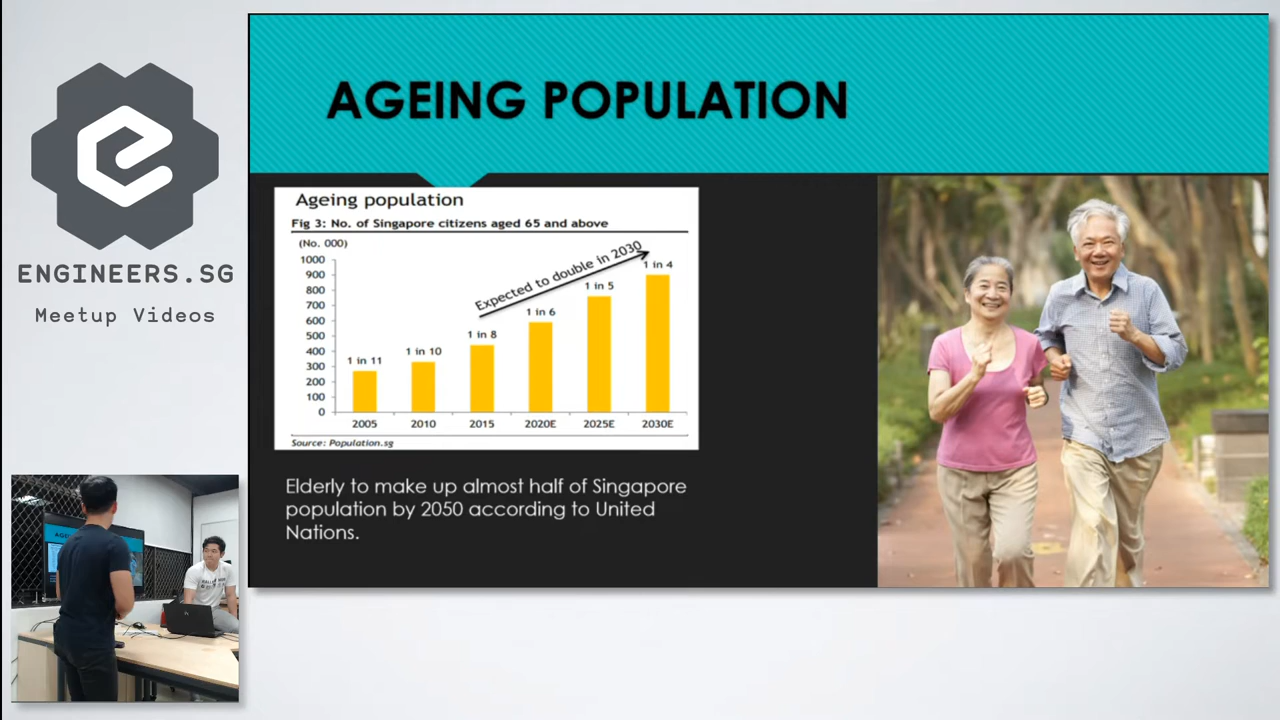 AGEING POPULATION
Ageing population
Fig 3: No. of Singapore citizens aged 65 and above
(No. 000)
1000
900
800
700
600
500
400
300
200
100
0
Expected to double in 2030
1 in 11
1 in 10
1 in 8
1 in 6
1 in 5
1 in 4
2005 2010 2015 2020E 2025E 2030E
Source: Population.sg
Elderly to make up almost half of Singapore
population by 2050 according to United
Nations.
ENGINEERS.SG
Meetup Videos